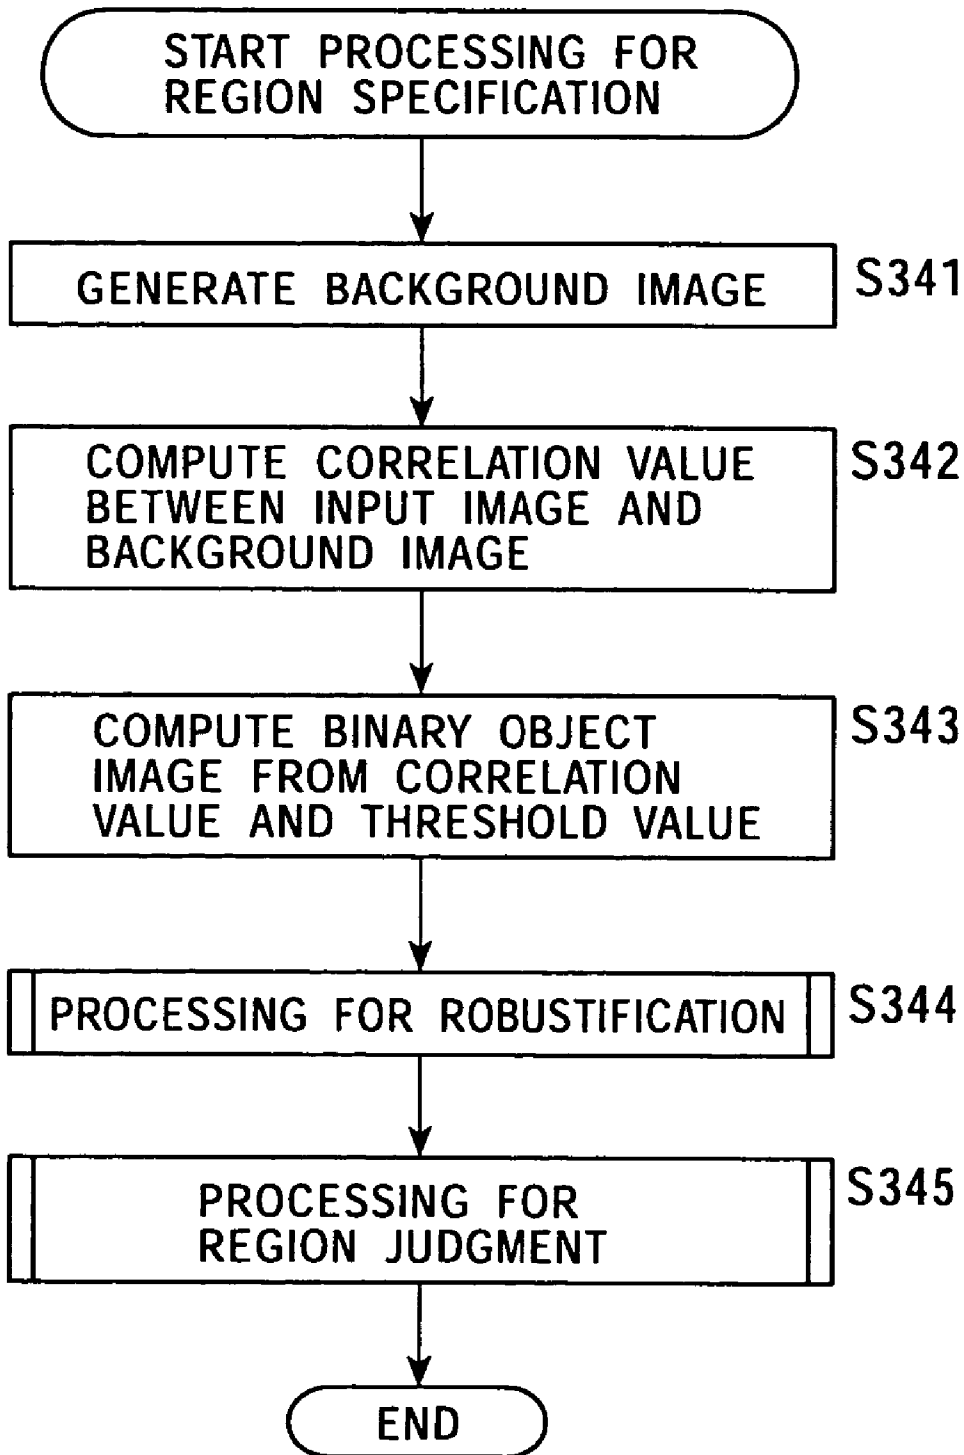 START PROCESSING FOR
REGION SPECIFICATION
GENERATE BACKGROUND IMAGE
S341
COMPUTE CORRELATION VALUE
BETWEEN INPUT IMAGE AND
BACKGROUND IMAGE
S342
COMPUTE BINARY OBJECT
IMAGE FROM CORRELATION
VALUE AND THRESHOLD VALUE
S343
PROCESSING FOR ROBUSTIFICATION
S344
PROCESSING FOR
REGION JUDGMENT
S345
END